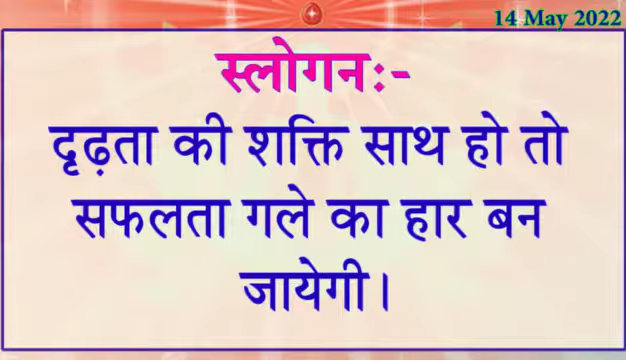 14 May 2022
स्लोगनः-
दृढ़ता की शक्ति साथ हो तो
सफलता गले का हार बन
जायेगी।